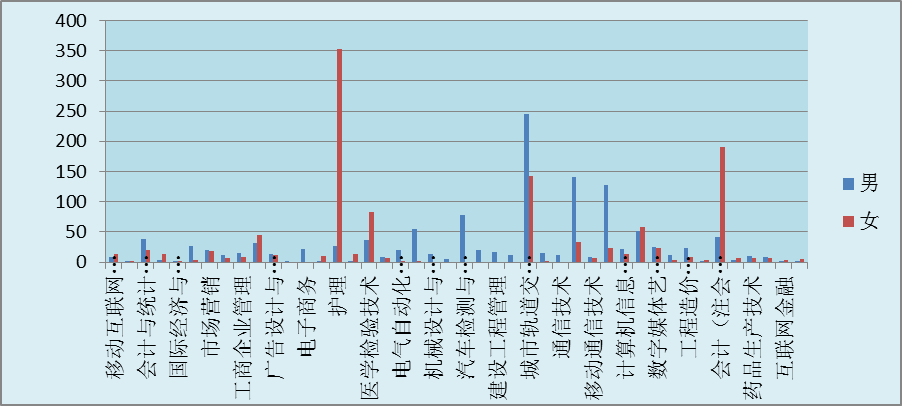 400
350
300
250
200
150
100
50
0
男
女
移动互联网…
会计与统计…
国际经济与…
市场营销
工商企业管理
广告设计与…
电子商务
护理
医学检验技术
电气自动化…
机械设计与…
汽车检测与…
建设工程管理
城市轨道交…
通信技术
移动通信技术
计算机信息…
数字媒体艺…
工程造价…
会计（注会…
药品生产技术
互联网金融…